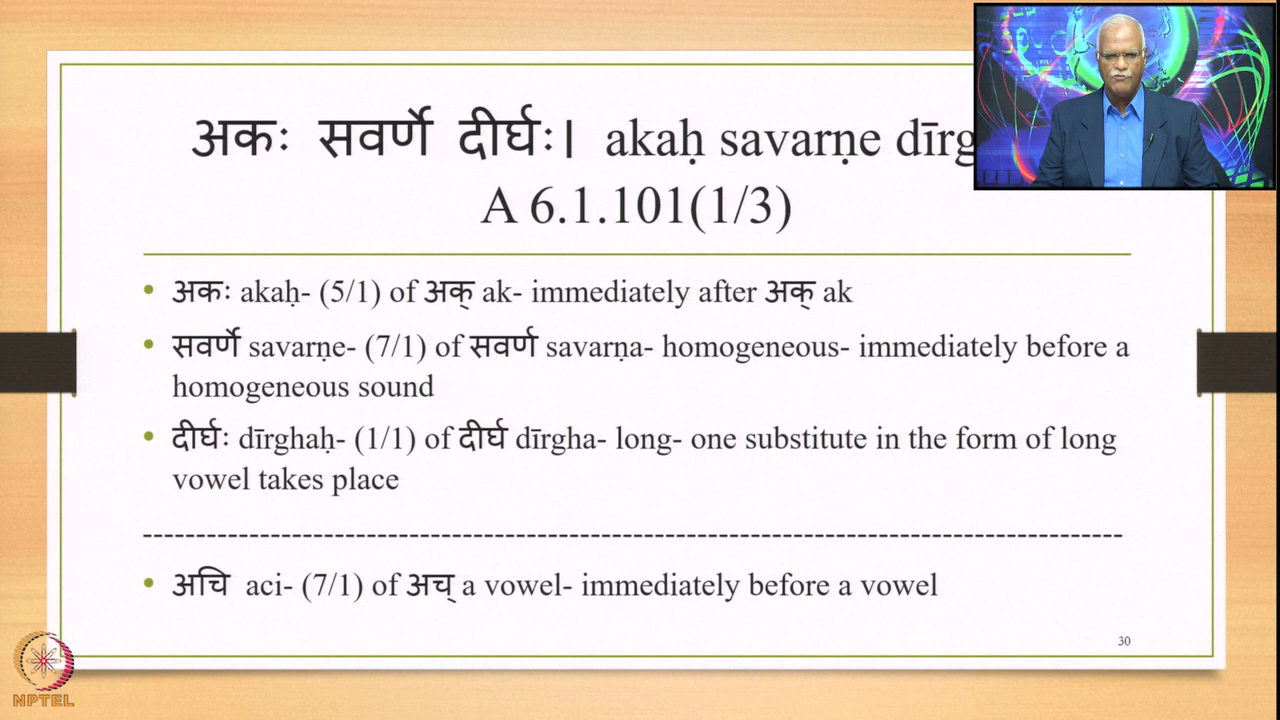 अकः सवर्णे दीर्घः। akaḥ savarṇe dīrg
A 6.1.101(1/3)
• अकः akaḥ- (5/1) of अक् ak- immediately after अक् ak
• सवर्णे savarṇe- (7/1) of सवर्ण savarṇa- homogeneous- immediately before a
homogeneous sound
• दीर्घः dīrghaḥ- (1/1) of दीर्घ dīrgha- long- one substitute in the form of long
vowel takes place
--------------------------------------------------------------------------------------------
• अचि aci- (7/1) of अच् a vowel- immediately before a vowel
30
NPTEL